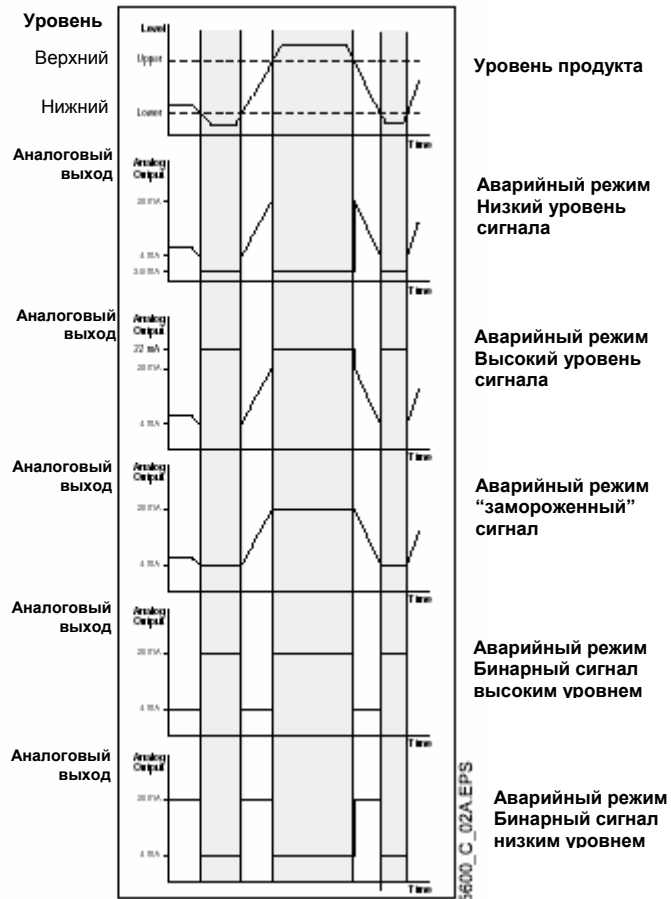 Уровень
Верхний
Нижний
Level
Upper
Lower
Time
Уровень продукта
Аналоговый
выход
Analog
Output
20 mA
4 mA
3.8 mA
Time
Аварийный режим
Низкий уровень
сигнала
Аналоговый
выход
Analog
Output
22 mA
20 mA
4 mA
Time
Аварийный режим
Высокий уровень
сигнала
Аналоговый
выход
Analog
Output
20 mA
4 mA
Time
Аварийный режим
“замороженный”
сигнал
Аналоговый
выход
Analog
Output
20 mA
4 mA
Time
Аварийный режим
Бинарный сигнал
высоким уровнем
Аналоговый
выход
Analog
Output
20 mA
4 mA
Time
Аварийный режим
Бинарный сигнал
низким уровнем
5600_C_02A.EPS